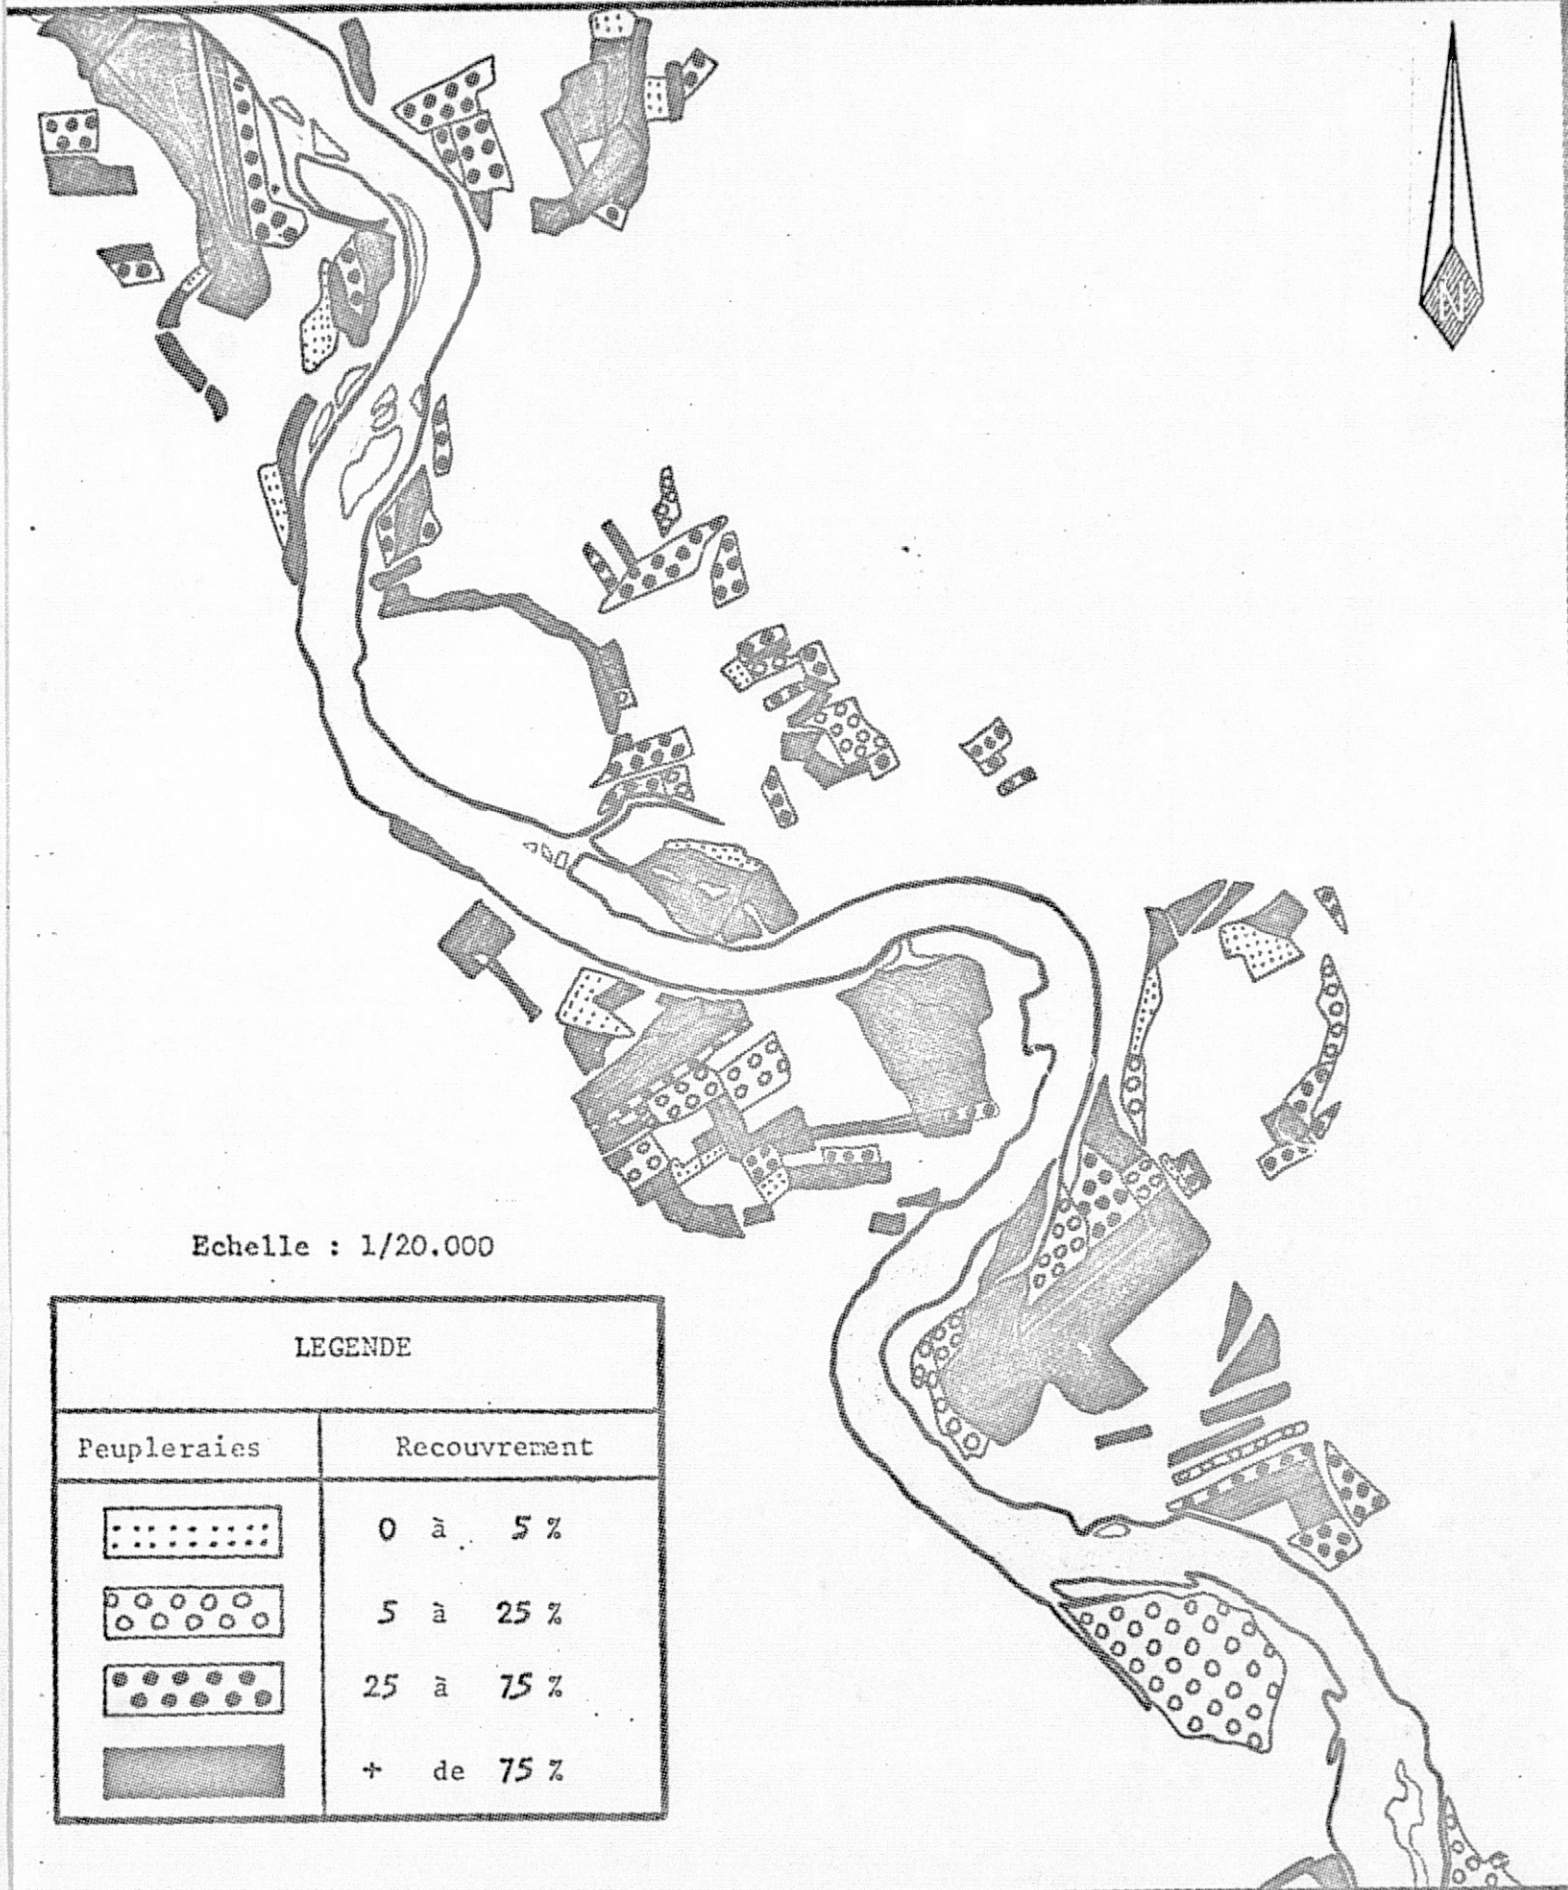 N
Echelle : 1/20.000
LEGENDE
Peupleraies Recouvrement
0 à 5 %
5 à 25 %
25 à 75 %
+ de 75 %